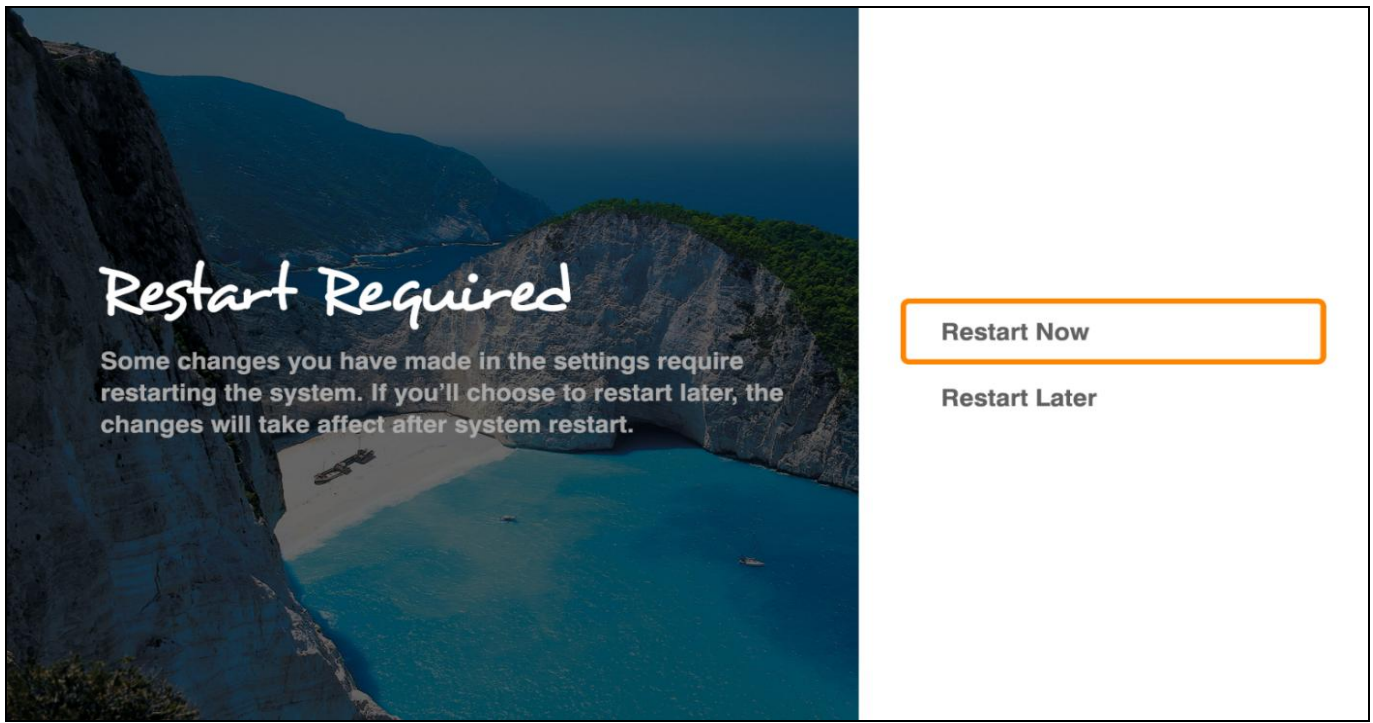 Restart Required
Some changes you have made in the settings require
restarting the system. If you'll choose to restart later, the
changes will take affect after system restart.
Restart Now
Restart Later